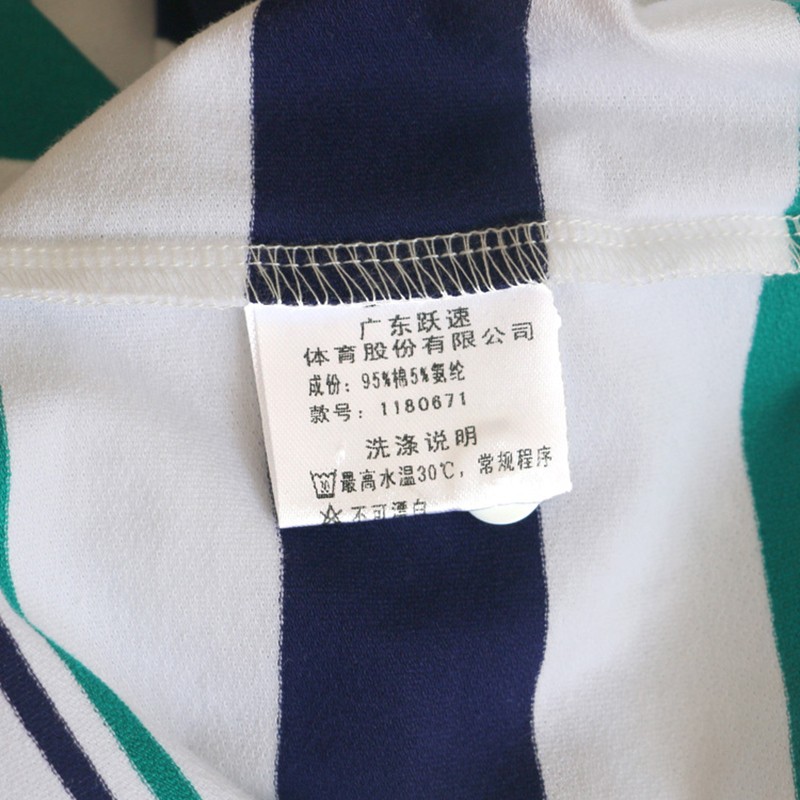 广东跃速
体育股份有限公司
成份：95%棉5%氨纶
款号：1180671
洗涤说明
30 最高水温30℃，常规程序
不可漂白